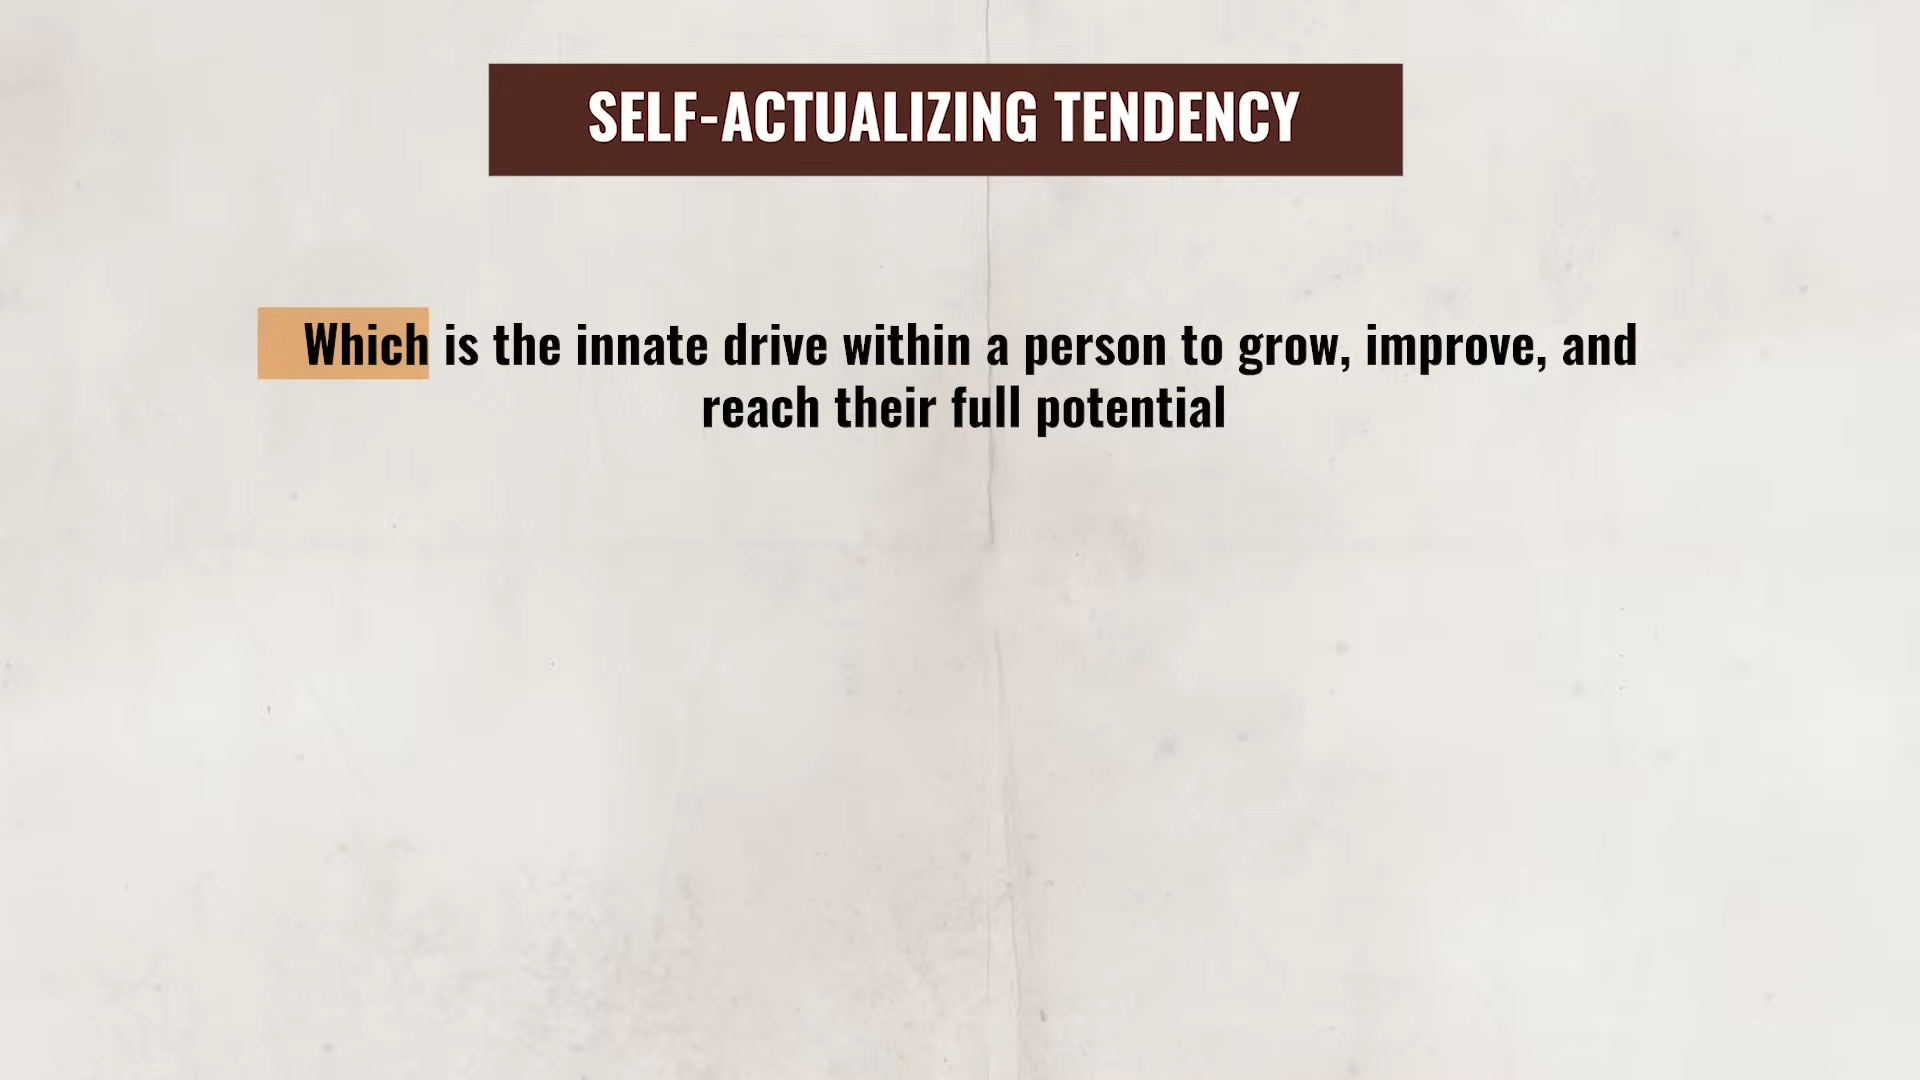 SELF-ACTUALIZING TENDENCY
Which is the innate drive within a person to grow, improve, and
reach their full potential